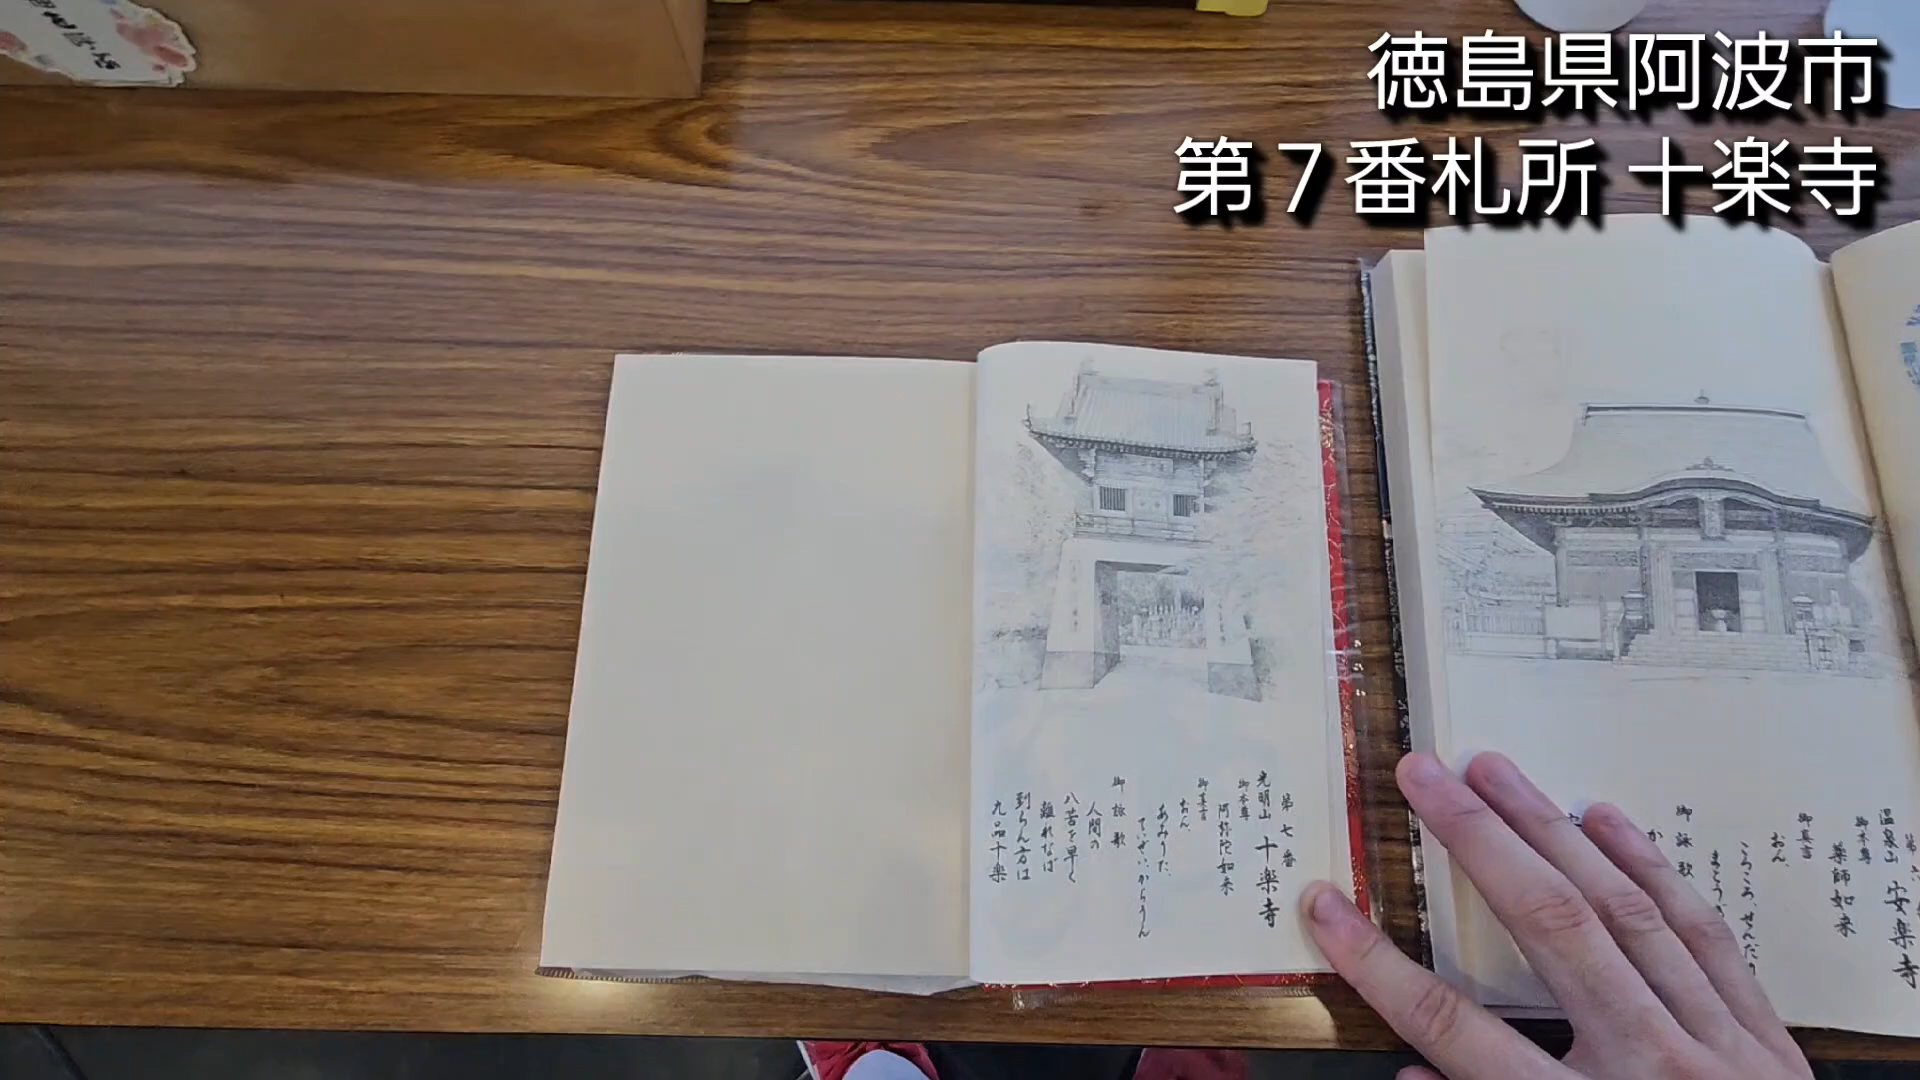 徳島県阿波市
第7番札所 十楽寺
第七番
光明山 十楽寺
御本尊
阿弥陀如来
御真言
おん
あみりた、
ていぜい、からうん
御詠歌
人間の
八苦を早く
離れなば
到らん方は
九品十楽
温泉山 安楽寺
御本尊
薬師如来
御真言
おん、
ころころ、せんだり
まとう
御詠歌
か